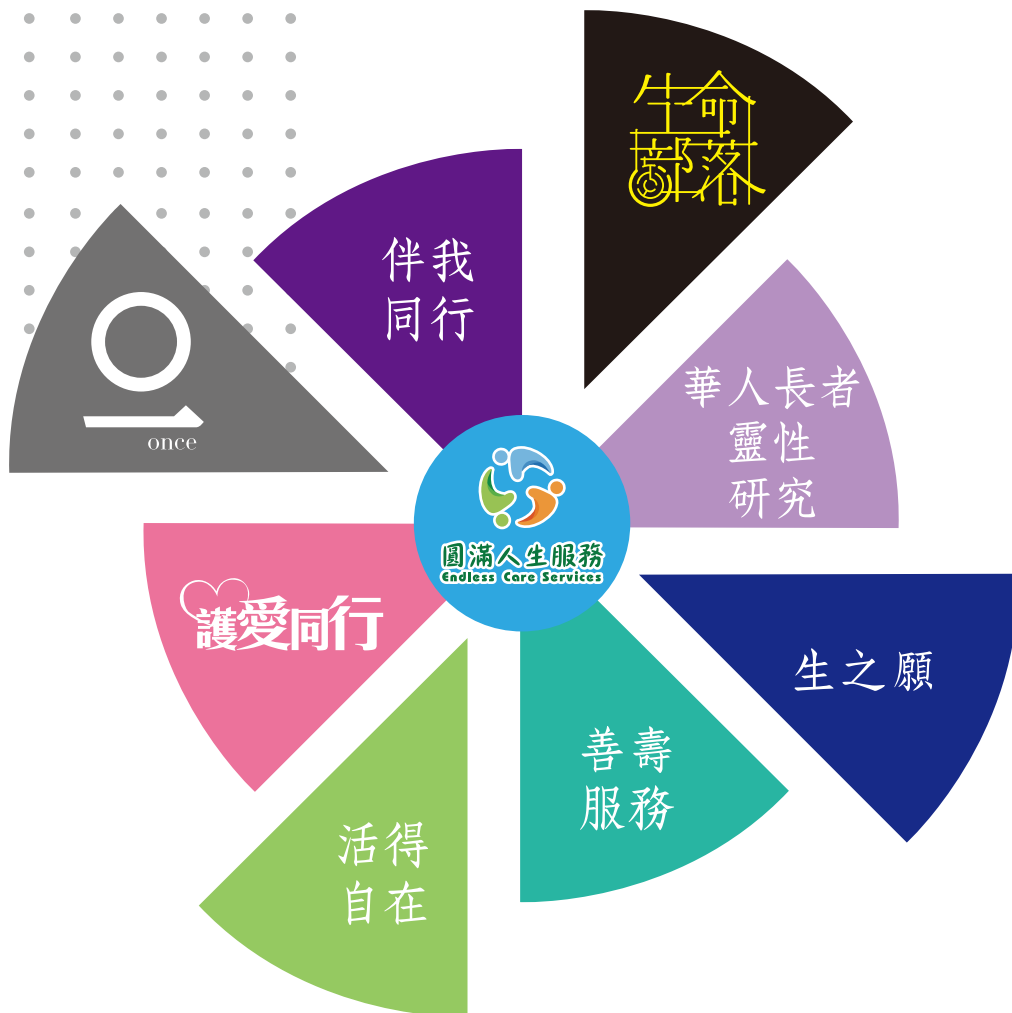 生命
部落
伴我
同行
once
華人長者
靈性
研究
圓滿人生服務
Endless Care Services
護愛同行
生之願
善壽
服務
活得
自在